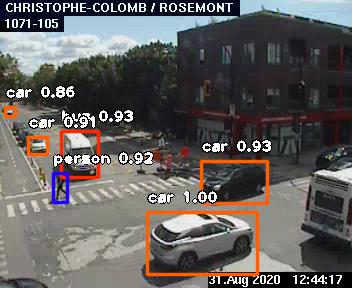 CHRISTOPHE-COLOMB / ROSEMONT
1071-105
car 0.86
bus 0.93
car 0.91
car 0.93
person 0.92
car 1.00
31.Aug 2020 12:44:17